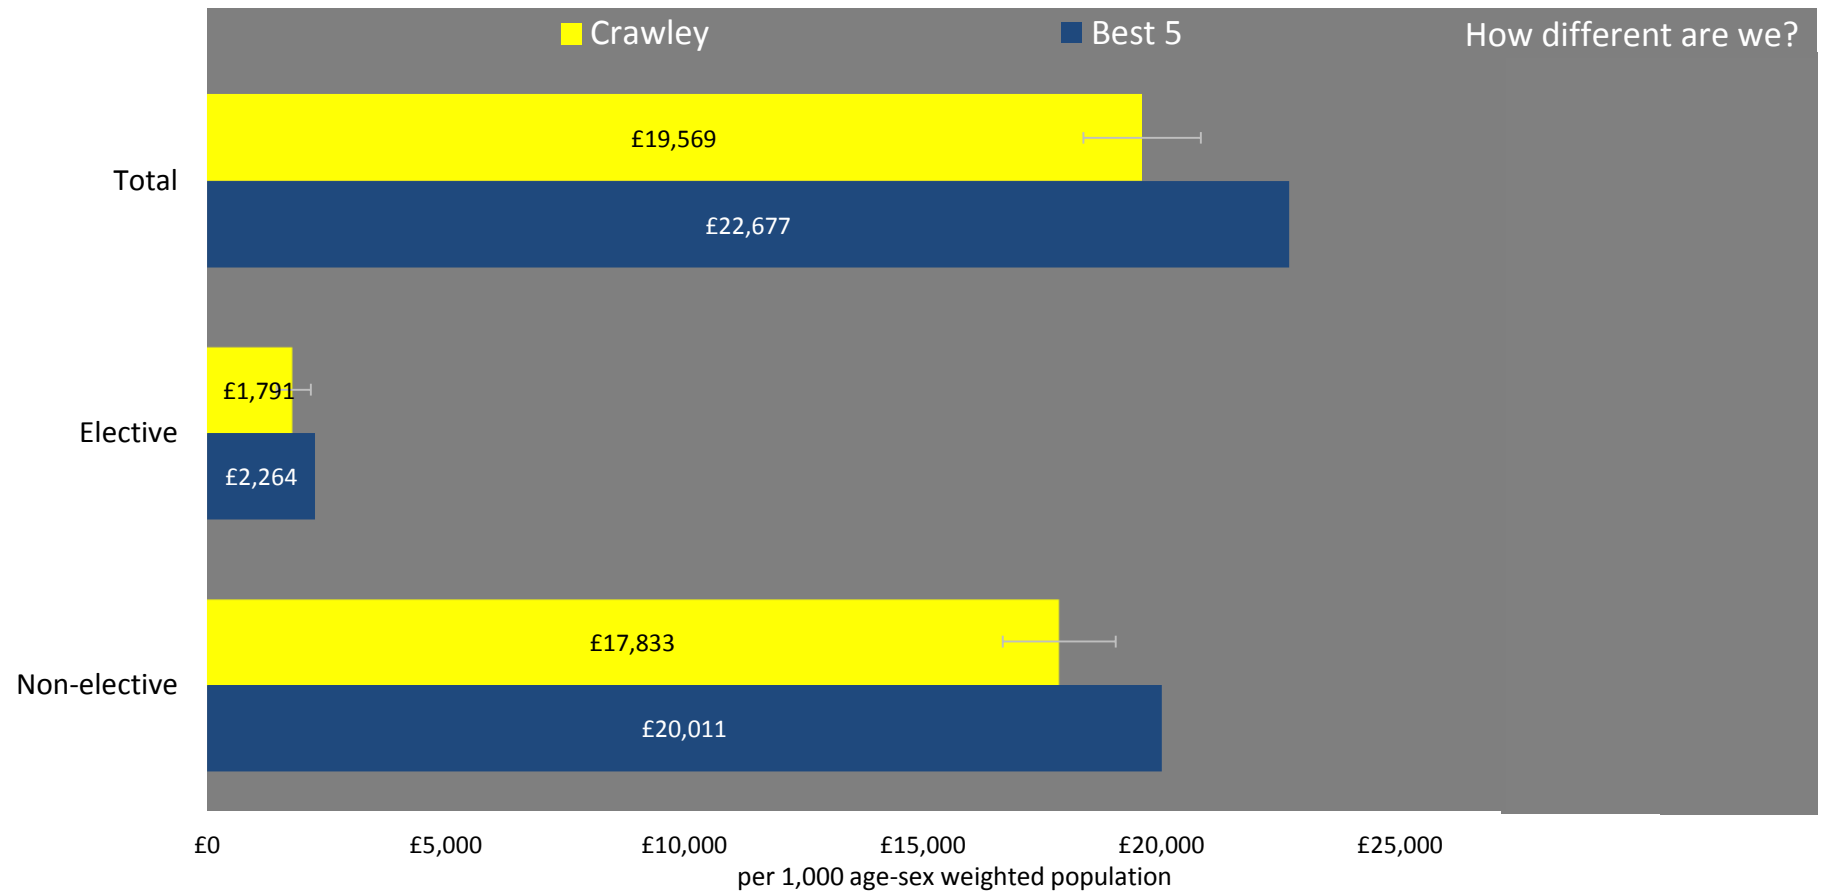 Crawley Best 5 How different are we?
Total
£19,569
£22,677
Elective
£1,791
£2,264
Non-elective
£17,833
£20,011
£0 £5,000 £10,000 £15,000 £20,000 £25,000
per 1,000 age-sex weighted population